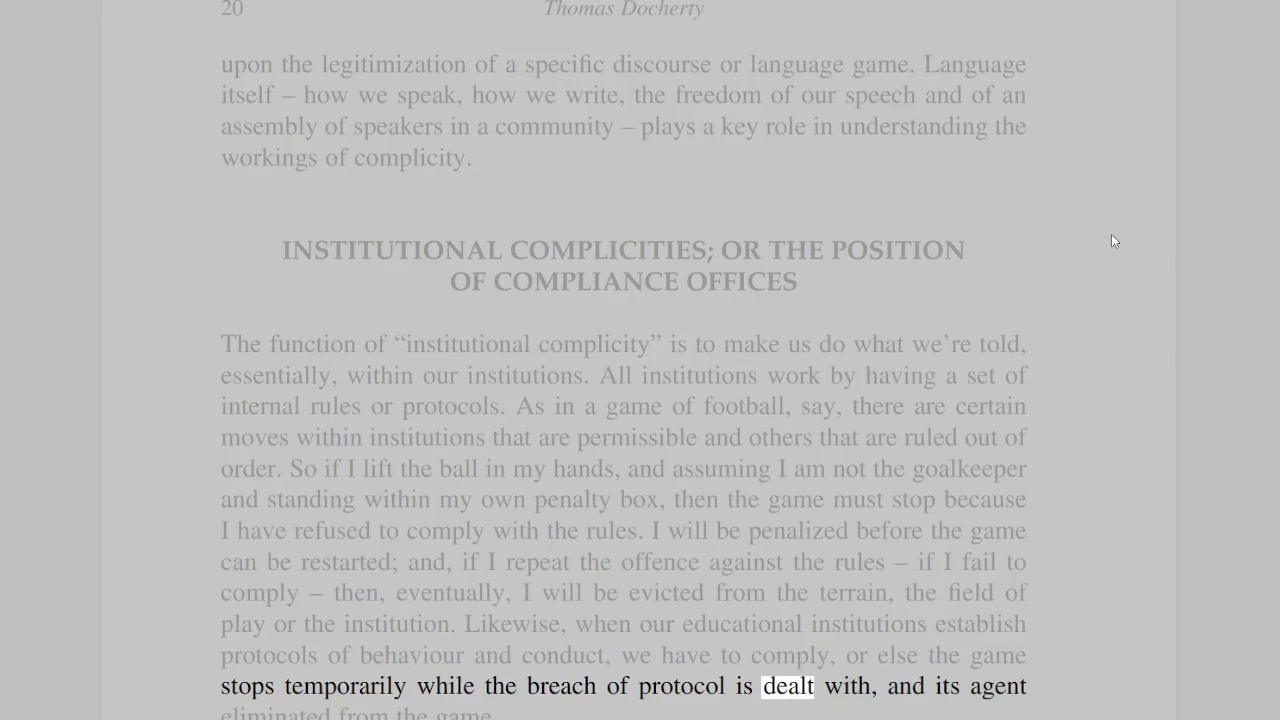 20 Thomas Docherty
upon the legitimization of a specific discourse or language game. Language
itself – how we speak, how we write, the freedom of our speech and of an
assembly of speakers in a community – plays a key role in understanding the
workings of complicity.
INSTITUTIONAL COMPLICITIES; OR THE POSITION
OF COMPLIANCE OFFICES
The function of “institutional complicity” is to make us do what we’re told,
essentially, within our institutions. All institutions work by having a set of
internal rules or protocols. As in a game of football, say, there are certain
moves within institutions that are permissible and others that are ruled out of
order. So if I lift the ball in my hands, and assuming I am not the goalkeeper
and standing within my own penalty box, then the game must stop because
I have refused to comply with the rules. I will be penalized before the game
can be restarted; and, if I repeat the offence against the rules – if I fail to
comply – then, eventually, I will be evicted from the terrain, the field of
play or the institution. Likewise, when our educational institutions establish
protocols of behaviour and conduct, we have to comply, or else the game
stops temporarily while the breach of protocol is dealt with, and its agent
eliminated from the game.